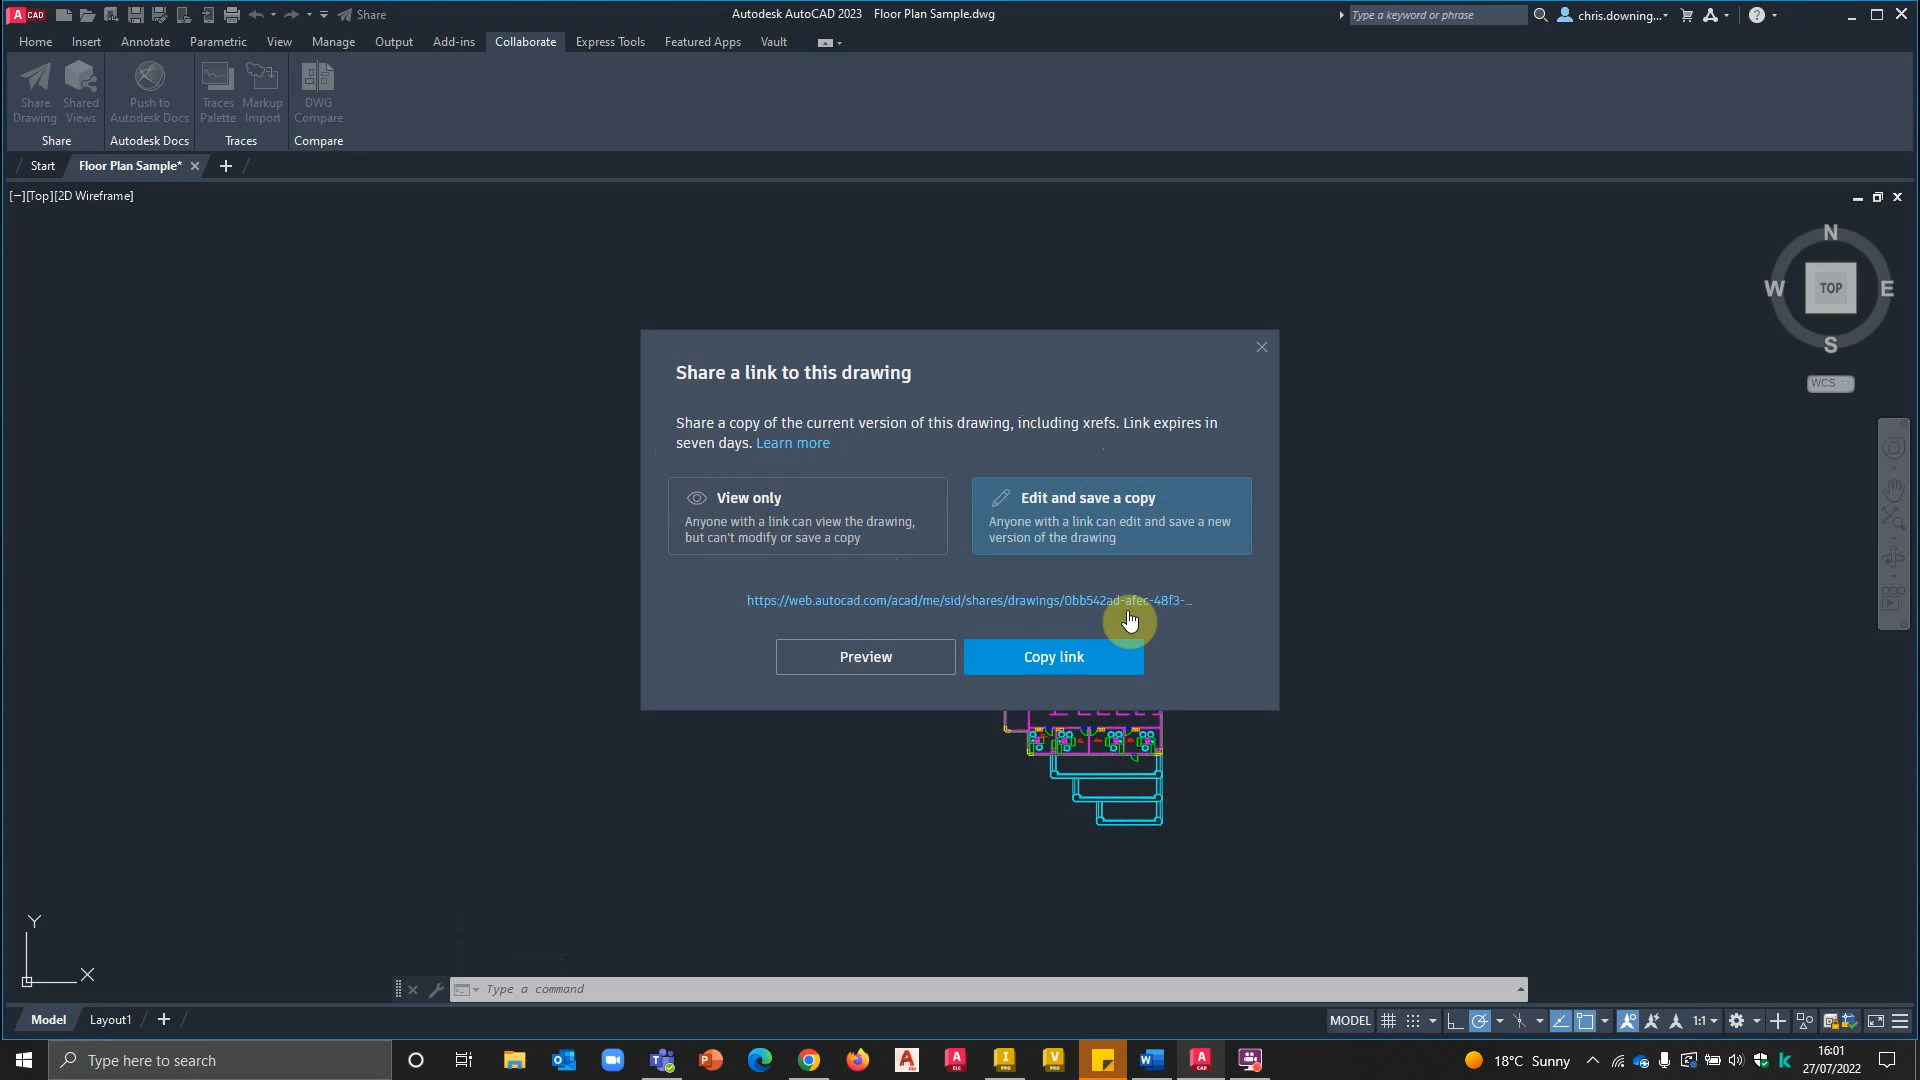 CAD
Share
Autodesk AutoCAD 2023 Floor Plan Sample.dwg
Type a keyword or phrase
chris.downing...
Home Insert Annotate Parametric View Manage Output Add-ins Collaborate Express Tools Featured Apps Vault
Share Drawing
Shared Views
Push to Autodesk Docs
Traces Palette
Markup Import
DWG Compare
Share Autodesk Docs Traces Compare
Start Floor Plan Sample*
[−][Top][2D Wireframe]
N
W TOP E
S
WCS
Share a link to this drawing
Share a copy of the current version of this drawing, including xrefs. Link expires in
seven days. Learn more
View only
Anyone with a link can view the drawing,
but can't modify or save a copy
Edit and save a copy
Anyone with a link can edit and save a new
version of the drawing
https://web.autocad.com/acad/me/sid/shares/drawings/0bb542ad-afec-48f3-...
Preview Copy link
Y
X
Type a command
Model Layout1
MODEL 1:1
Type here to search
18°C Sunny
16:01
27/07/2022